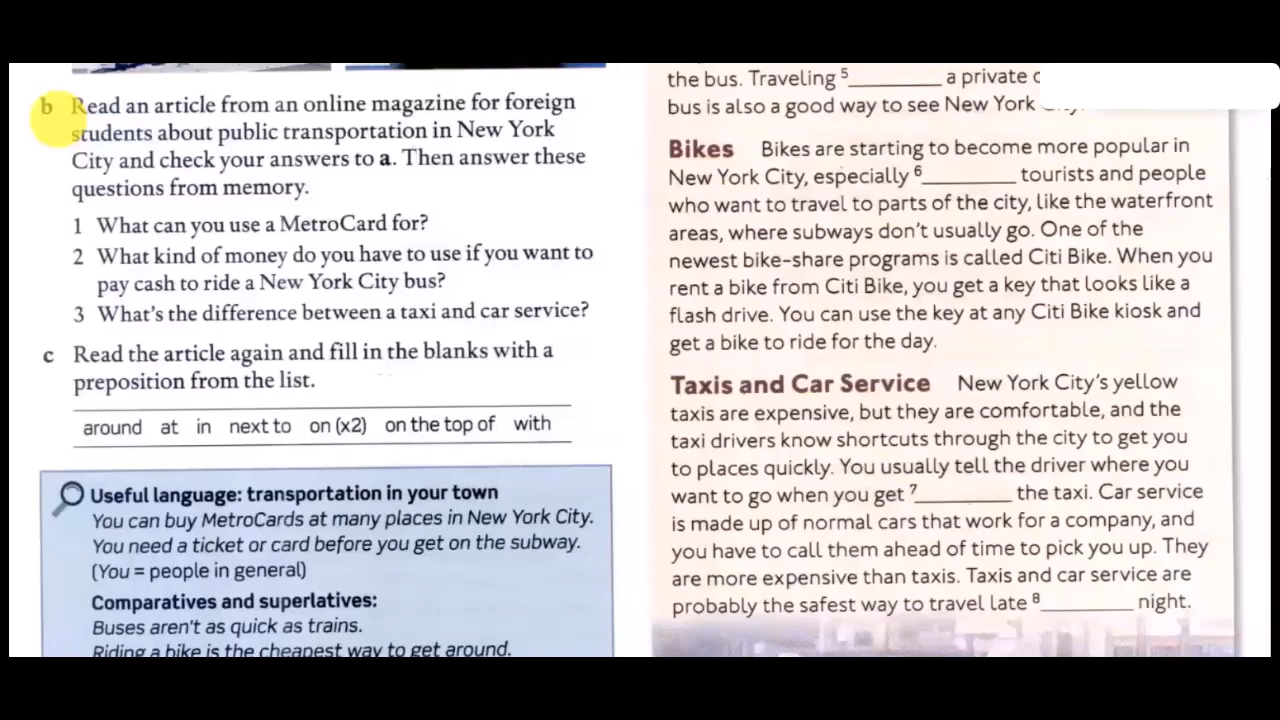 b Read an article from an online magazine for foreign
students about public transportation in New York
City and check your answers to a. Then answer these
questions from memory.
1 What can you use a MetroCard for?
2 What kind of money do you have to use if you want to
pay cash to ride a New York City bus?
3 What's the difference between a taxi and car service?
c Read the article again and fill in the blanks with a
preposition from the list.
around at in next to on (x2) on the top of with
Useful language: transportation in your town
You can buy MetroCards at many places in New York City.
You need a ticket or card before you get on the subway.
(You = people in general)
Comparatives and superlatives:
Buses aren't as quick as trains.
Riding a bike is the cheapest way to get around.
the bus. Traveling 5________ a private
bus is also a good way to see New York City.
Bikes Bikes are starting to become more popular in
New York City, especially 6________ tourists and people
who want to travel to parts of the city, like the waterfront
areas, where subways don't usually go. One of the
newest bike-share programs is called Citi Bike. When you
rent a bike from Citi Bike, you get a key that looks like a
flash drive. You can use the key at any Citi Bike kiosk and
get a bike to ride for the day.
Taxis and Car Service New York City's yellow
taxis are expensive, but they are comfortable, and the
taxi drivers know shortcuts through the city to get you
to places quickly. You usually tell the driver where you
want to go when you get 7________ the taxi. Car service
is made up of normal cars that work for a company, and
you have to call them ahead of time to pick you up. They
are more expensive than taxis. Taxis and car service are
probably the safest way to travel late 8________ night.